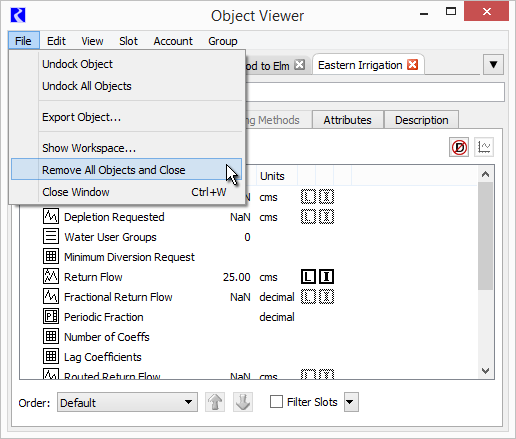 Object Viewer
File Edit View Slot Account Group
Undock Object
Undock All Objects
Export Object...
Show Workspace...
Remove All Objects and Close
Close Window Ctrl+W
to Elm Eastern Irrigation
Methods Attributes Description
Units
NaN cms
Depletion Requested NaN cms
Water User Groups 0
Minimum Diversion Request
Return Flow 25.00 cms L I
Fractional Return Flow NaN decimal L I
Periodic Fraction decimal
Number of Coeffs
Lag Coefficients
Routed Return Flow NaN cms
Order: Default Filter Slots